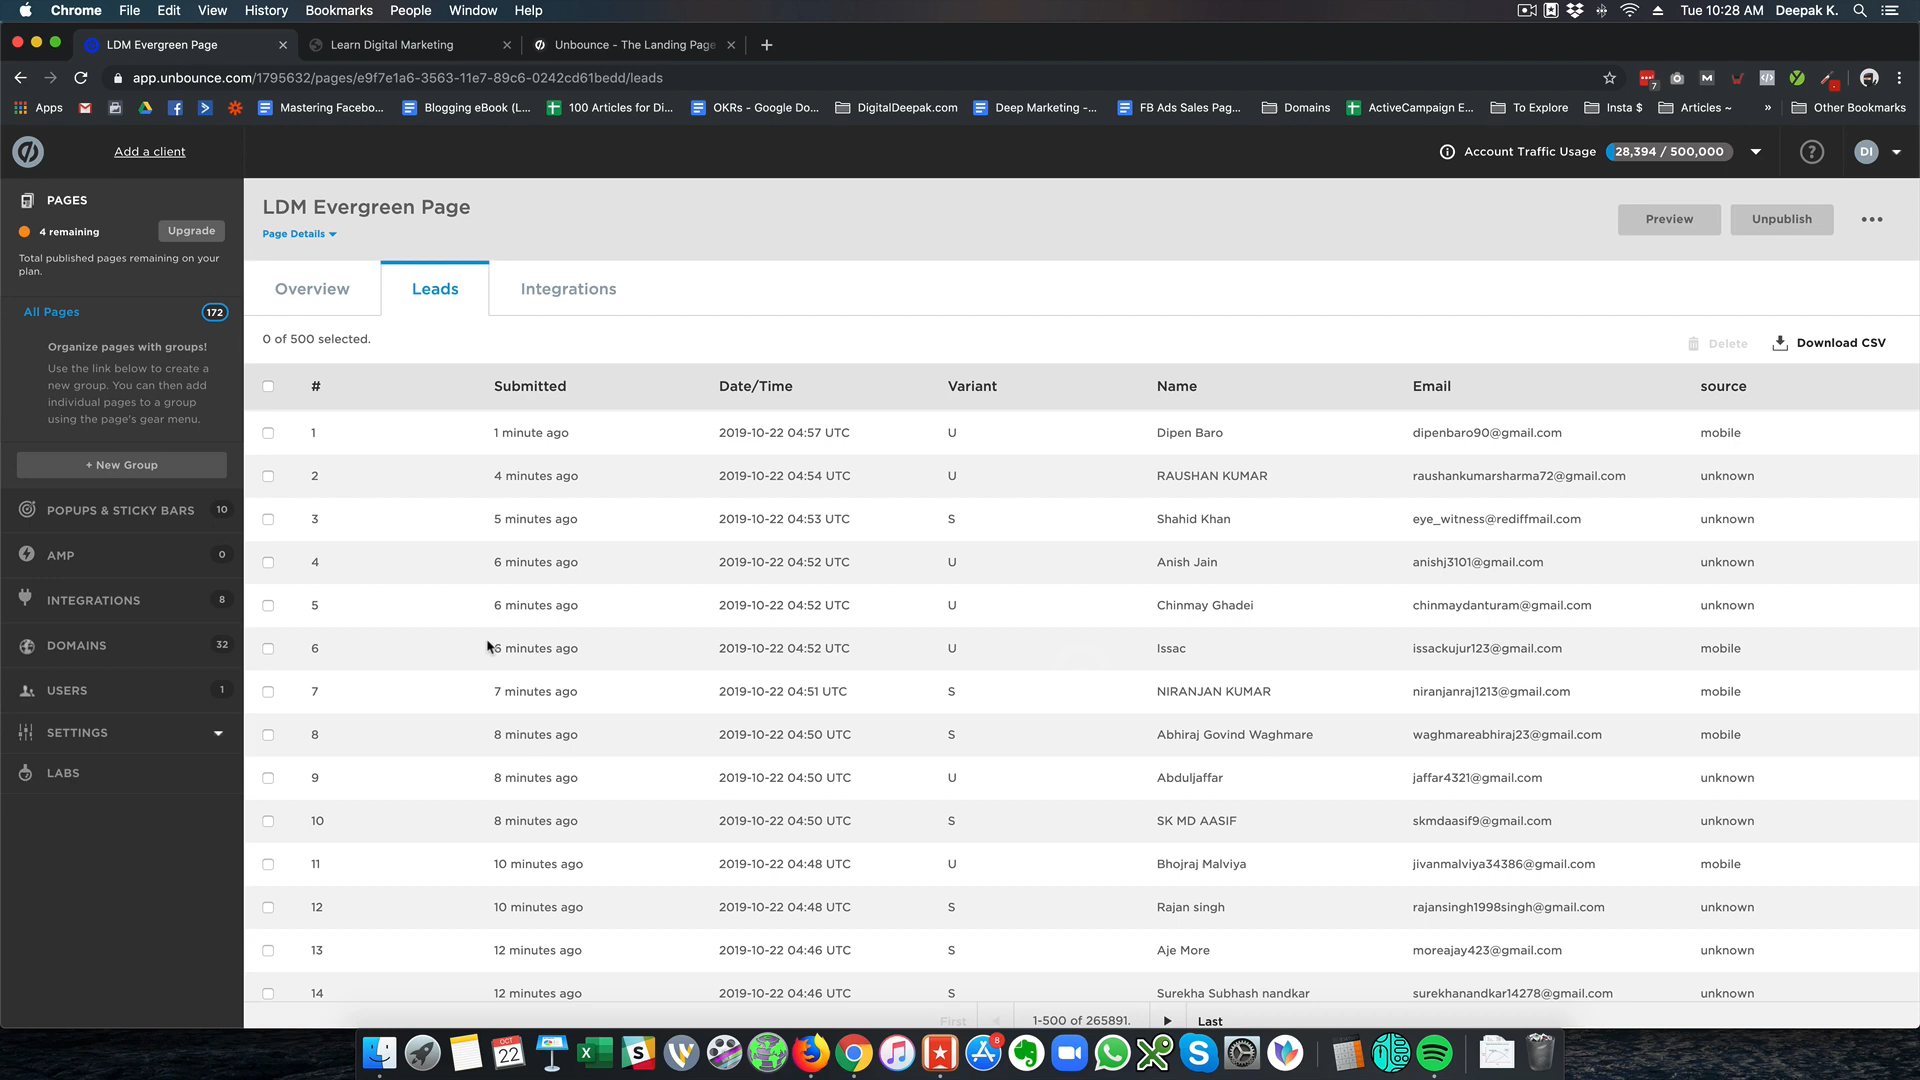 Chrome File Edit View History Bookmarks People Window Help Tue 10:28 AM Deepak K.
LDM Evergreen Page Learn Digital Marketing Unbounce - The Landing Page
app.unbounce.com/1795632/pages/e9f7e1a6-3563-11e7-89c6-0242cd61bedd/leads
Apps Mastering Facebo... Blogging eBook (L... 100 Articles for Di... OKRs - Google Do... DigitalDeepak.com Deep Marketing -... FB Ads Sales Pag... Domains ActiveCampaign E... To Explore Insta $ Articles ~ » Other Bookmarks
Add a client Account Traffic Usage 28,394 / 500,000 ? DI
PAGES
4 remaining Upgrade
Total published pages remaining on your
plan.
All Pages 172
Organize pages with groups!
Use the link below to create a
new group. You can then add
individual pages to a group
using the page's gear menu.
+ New Group
POPUPS & STICKY BARS 10
AMP 0
INTEGRATIONS 8
DOMAINS 32
USERS 1
SETTINGS
LABS
LDM Evergreen Page
Page Details
Preview Unpublish
Overview Leads Integrations
0 of 500 selected.
Delete Download CSV
# Submitted Date/Time Variant Name Email source
1 1 minute ago 2019-10-22 04:57 UTC U Dipen Baro dipenbaro90@gmail.com mobile
2 4 minutes ago 2019-10-22 04:54 UTC U RAUSHAN KUMAR raushankumarsharma72@gmail.com unknown
3 5 minutes ago 2019-10-22 04:53 UTC S Shahid Khan eye_witness@rediffmail.com unknown
4 6 minutes ago 2019-10-22 04:52 UTC U Anish Jain anishj3101@gmail.com unknown
5 6 minutes ago 2019-10-22 04:52 UTC U Chinmay Ghadei chinmaydanturam@gmail.com unknown
6 6 minutes ago 2019-10-22 04:52 UTC U Issac issackujur123@gmail.com mobile
7 7 minutes ago 2019-10-22 04:51 UTC S NIRANJAN KUMAR niranjanraj1213@gmail.com mobile
8 8 minutes ago 2019-10-22 04:50 UTC S Abhiraj Govind Waghmare waghmareabhiraj23@gmail.com mobile
9 8 minutes ago 2019-10-22 04:50 UTC U Abduljaffar jaffar4321@gmail.com unknown
10 8 minutes ago 2019-10-22 04:50 UTC S SK MD AASIF skmdaasif9@gmail.com unknown
11 10 minutes ago 2019-10-22 04:48 UTC U Bhojraj Malviya jivanmalviya34386@gmail.com mobile
12 10 minutes ago 2019-10-22 04:48 UTC S Rajan singh rajansingh1998singh@gmail.com unknown
13 12 minutes ago 2019-10-22 04:46 UTC S Aje More moreajay423@gmail.com unknown
14 12 minutes ago 2019-10-22 04:46 UTC S Surekha Subhash nandkar surekhanandkar14278@gmail.com unknown
First 1-500 of 265891. Last
OCT
22
8